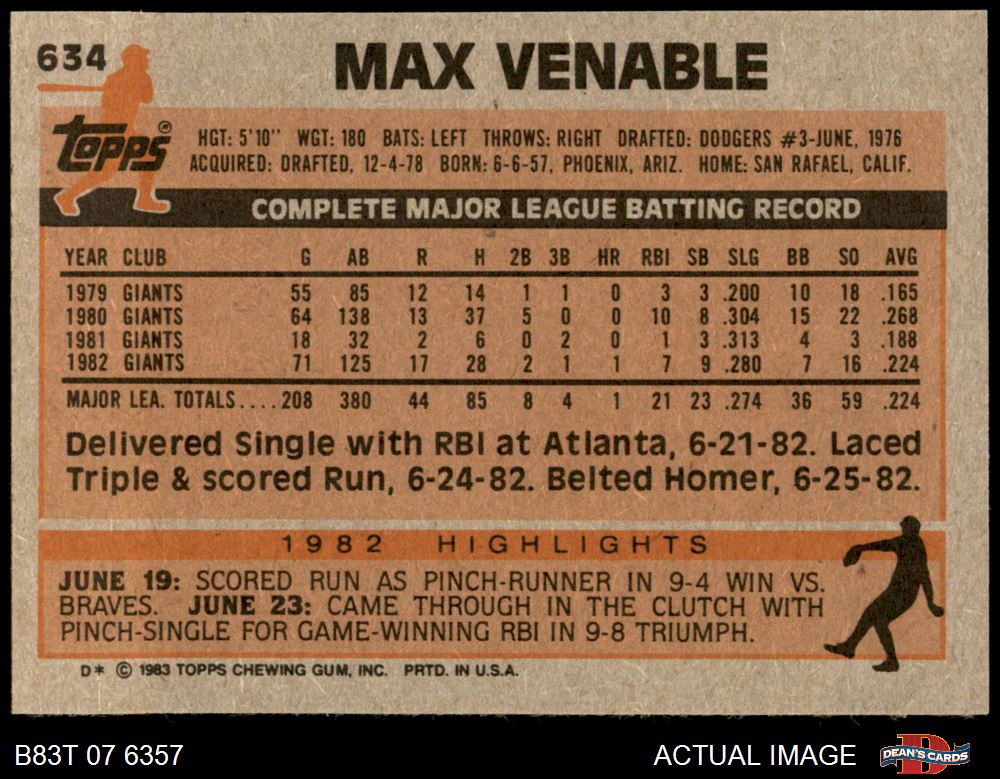 634
MAX VENABLE
Topps®
HGT: 5'10" WGT: 180 BATS: LEFT THROWS: RIGHT DRAFTED: DODGERS #3-JUNE, 1976
ACQUIRED: DRAFTED, 12-4-78 BORN: 6-6-57, PHOENIX, ARIZ. HOME: SAN RAFAEL, CALIF.
COMPLETE MAJOR LEAGUE BATTING RECORD
YEAR CLUB G AB R H 2B 3B HR RBI SB SLG BB SO AVG
1979 GIANTS 55 85 12 14 1 1 0 3 3 .200 10 18 .165
1980 GIANTS 64 138 13 37 5 0 0 10 8 .304 15 22 .268
1981 GIANTS 18 32 2 6 0 2 0 1 3 .313 4 3 .188
1982 GIANTS 71 125 17 28 2 1 1 7 9 .280 7 16 .224
MAJOR LEA. TOTALS....208 380 44 85 8 4 1 21 23 .274 36 59 .224
Delivered Single with RBI at Atlanta, 6-21-82. Laced
Triple & scored Run, 6-24-82. Belted Homer, 6-25-82.
1982 HIGHLIGHTS
JUNE 19: SCORED RUN AS PINCH-RUNNER IN 9-4 WIN VS.
BRAVES. JUNE 23: CAME THROUGH IN THE CLUTCH WITH
PINCH-SINGLE FOR GAME-WINNING RBI IN 9-8 TRIUMPH.
D* © 1983 TOPPS CHEWING GUM, INC. PRTD. IN U.S.A.
B83T 07 6357
ACTUAL IMAGE
DEAN'S CARDS